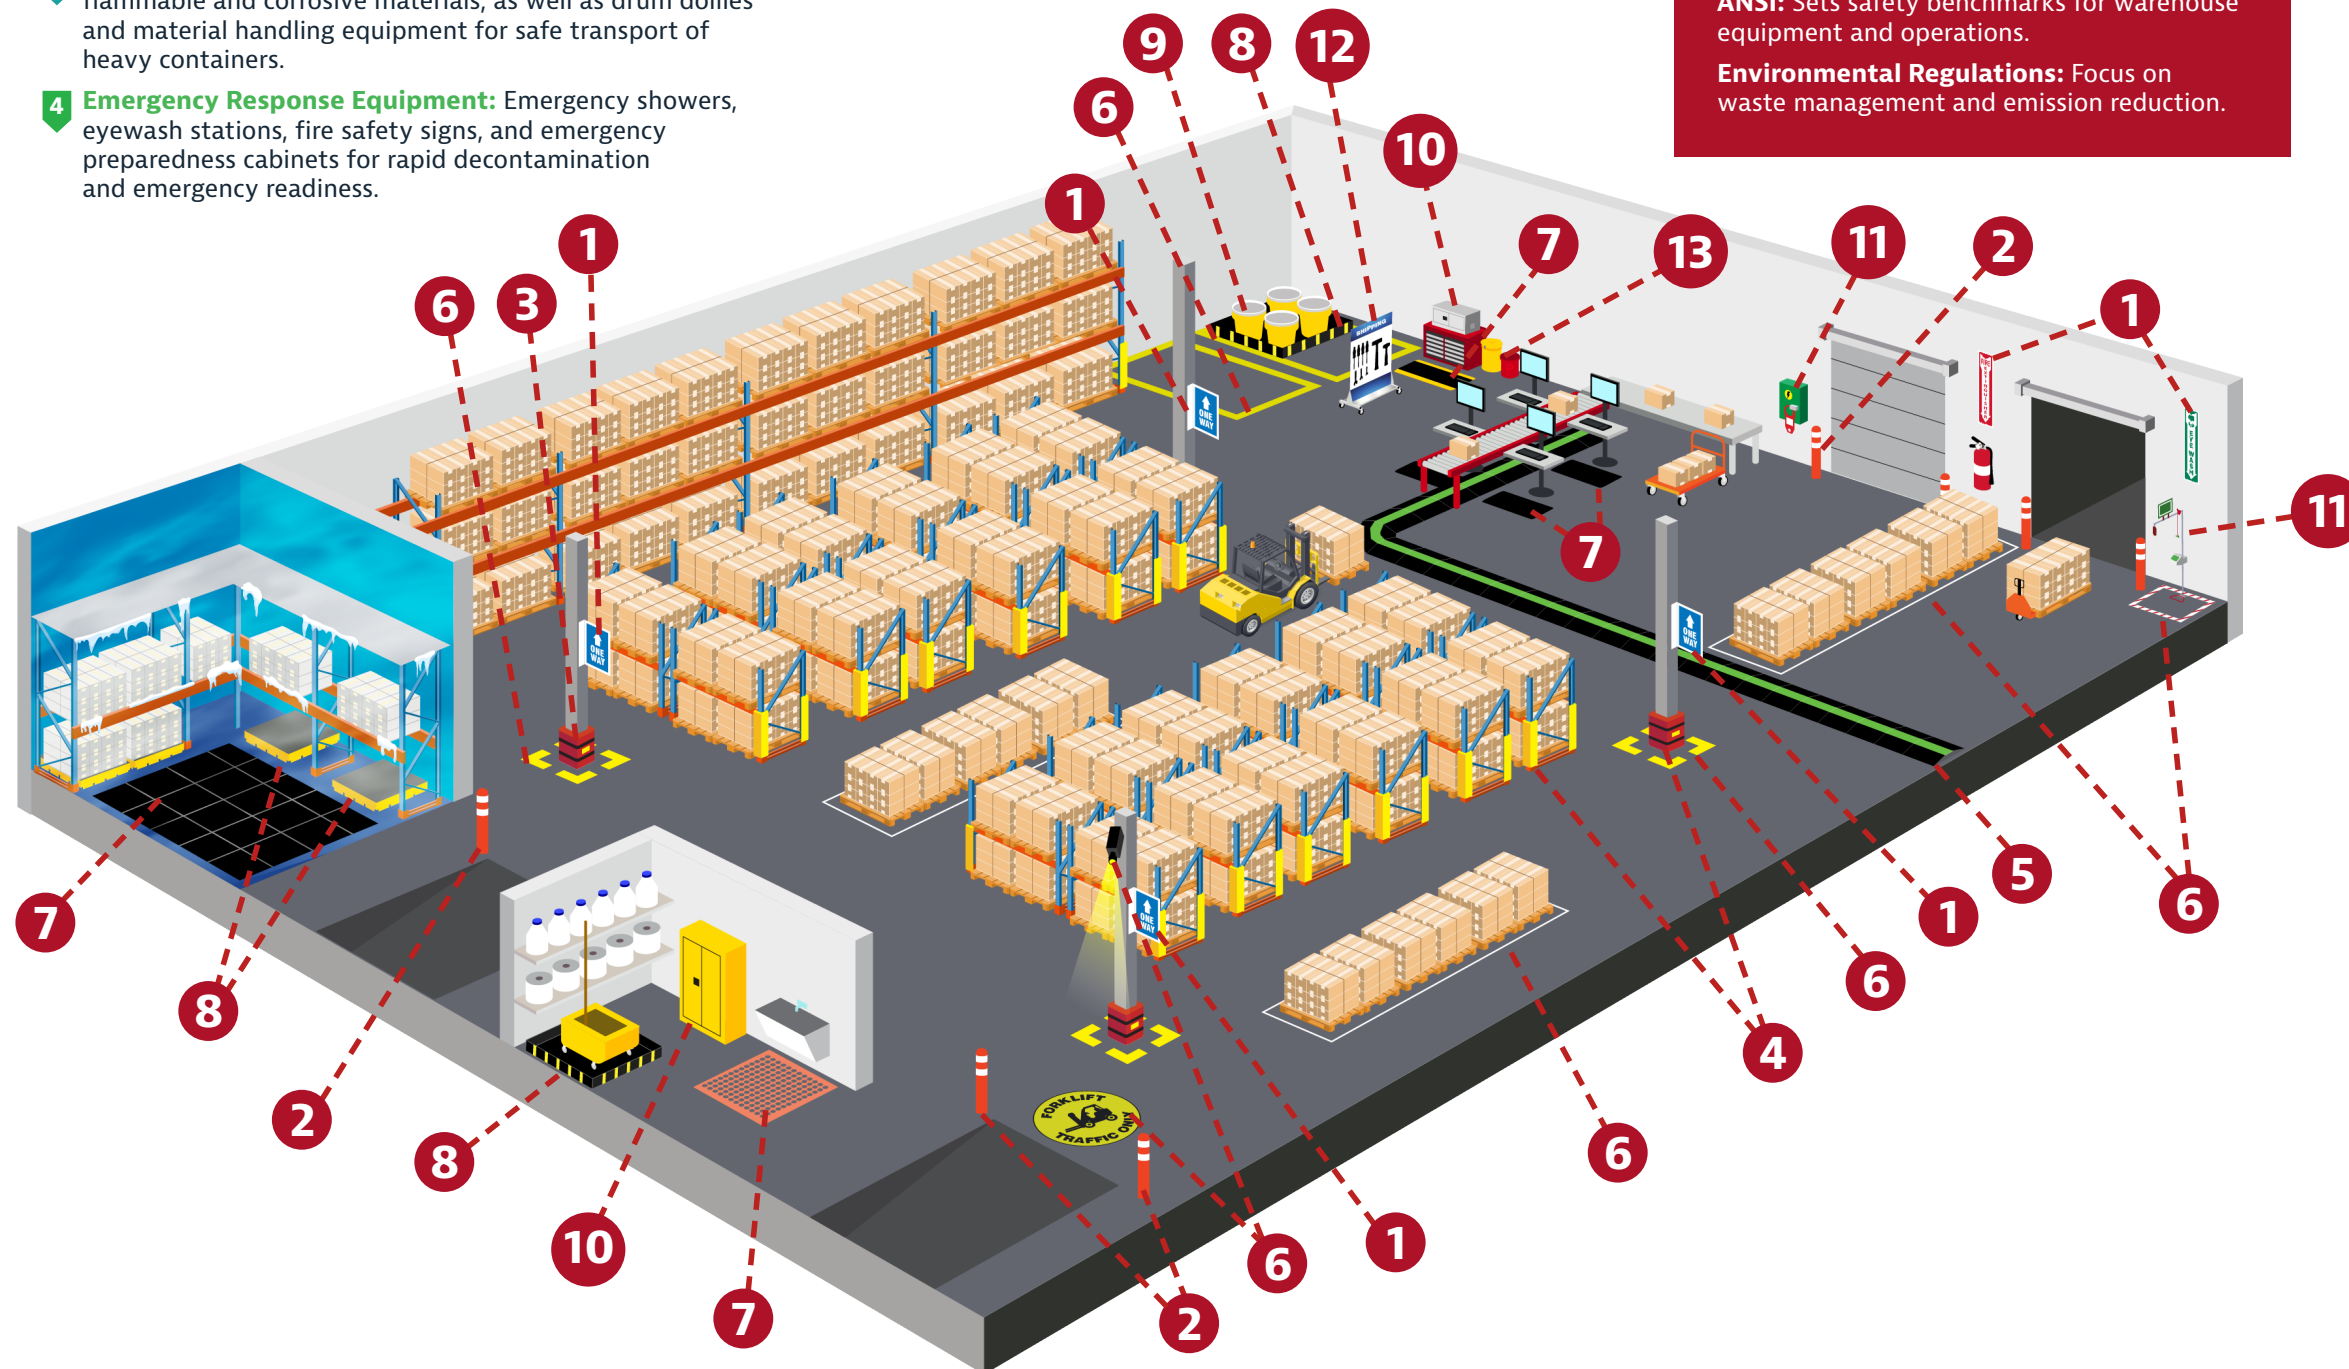 flammable and corrosive materials, as well as drum dollies
and material handling equipment for safe transport of
heavy containers.
4 Emergency Response Equipment: Emergency showers,
eyewash stations, fire safety signs, and emergency
preparedness cabinets for rapid decontamination
and emergency readiness.
ANSI: Sets safety benchmarks for warehouse
equipment and operations.
Environmental Regulations: Focus on
waste management and emission reduction.
9
8
12
6
10
1
1
7
13
11
2
6
3
1
SHIPPING
FIRE EXTINGUISHER
ONE
WAY
EYE WASH
11
7
ONE
WAY
ONE
WAY
7
5
1
6
ONE
WAY
8
6
4
2
FORKLIFT
TRAFFIC ONLY
8
6
10
1
6
7
2